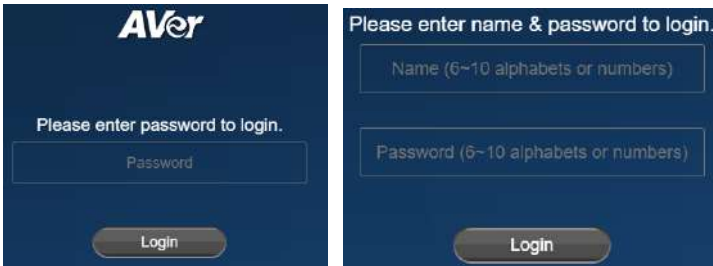 AVer
Please enter password to login.
Password
Login
Please enter name & password to login.
Name (6~10 alphabets or numbers)
Password (6~10 alphabets or numbers)
Login